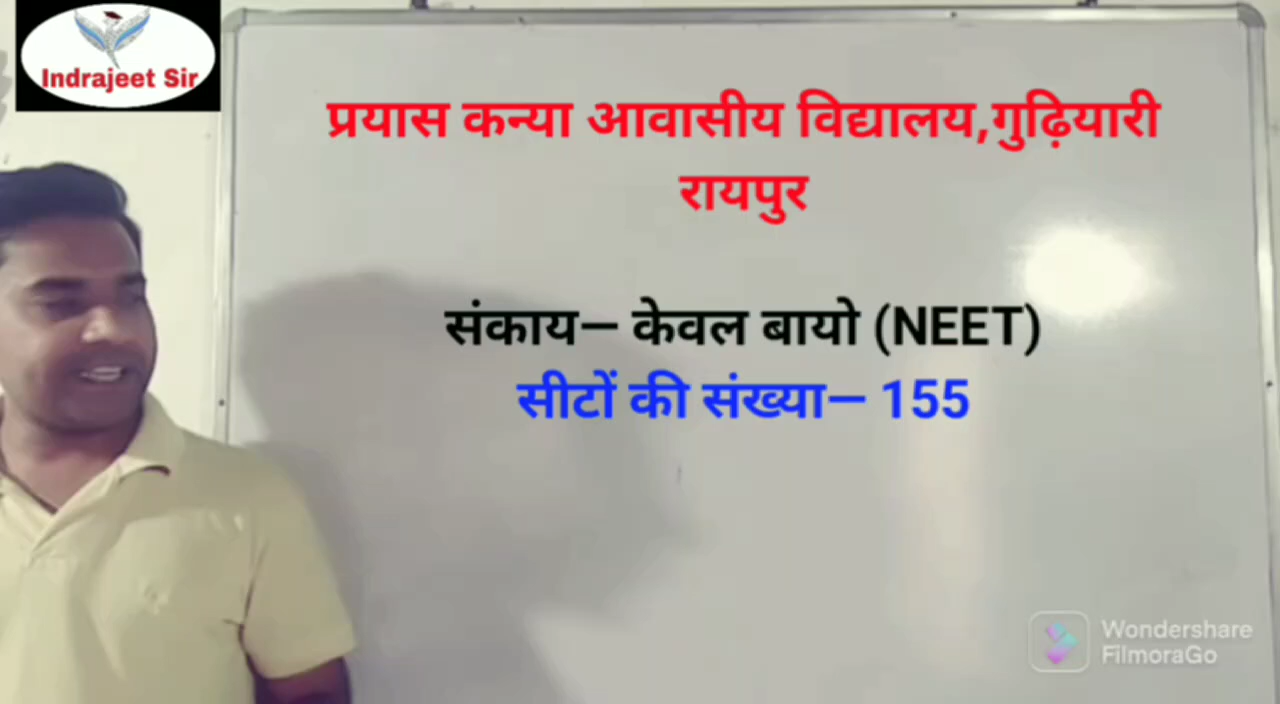 Indrajeet Sir
प्रयास कन्या आवासीय विद्यालय,गुढ़ियारी
रायपुर
संकाय— केवल बायो (NEET)
सीटों की संख्या— 155
Wondershare
FilmoraGo